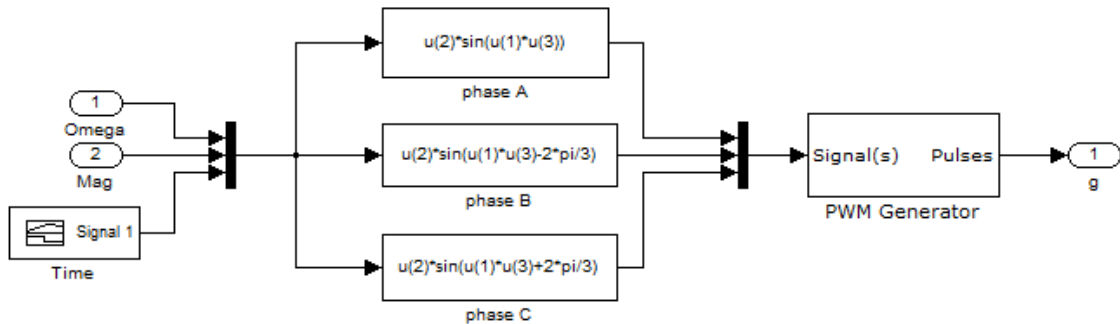 1
Omega
2
Mag
Signal 1
Time
u(2)*sin(u(1)*u(3))
phase A
u(2)*sin(u(1)*u(3)-2*pi/3)
phase B
u(2)*sin(u(1)*u(3)+2*pi/3)
phase C
Signal(s) Pulses
PWM Generator
1
g